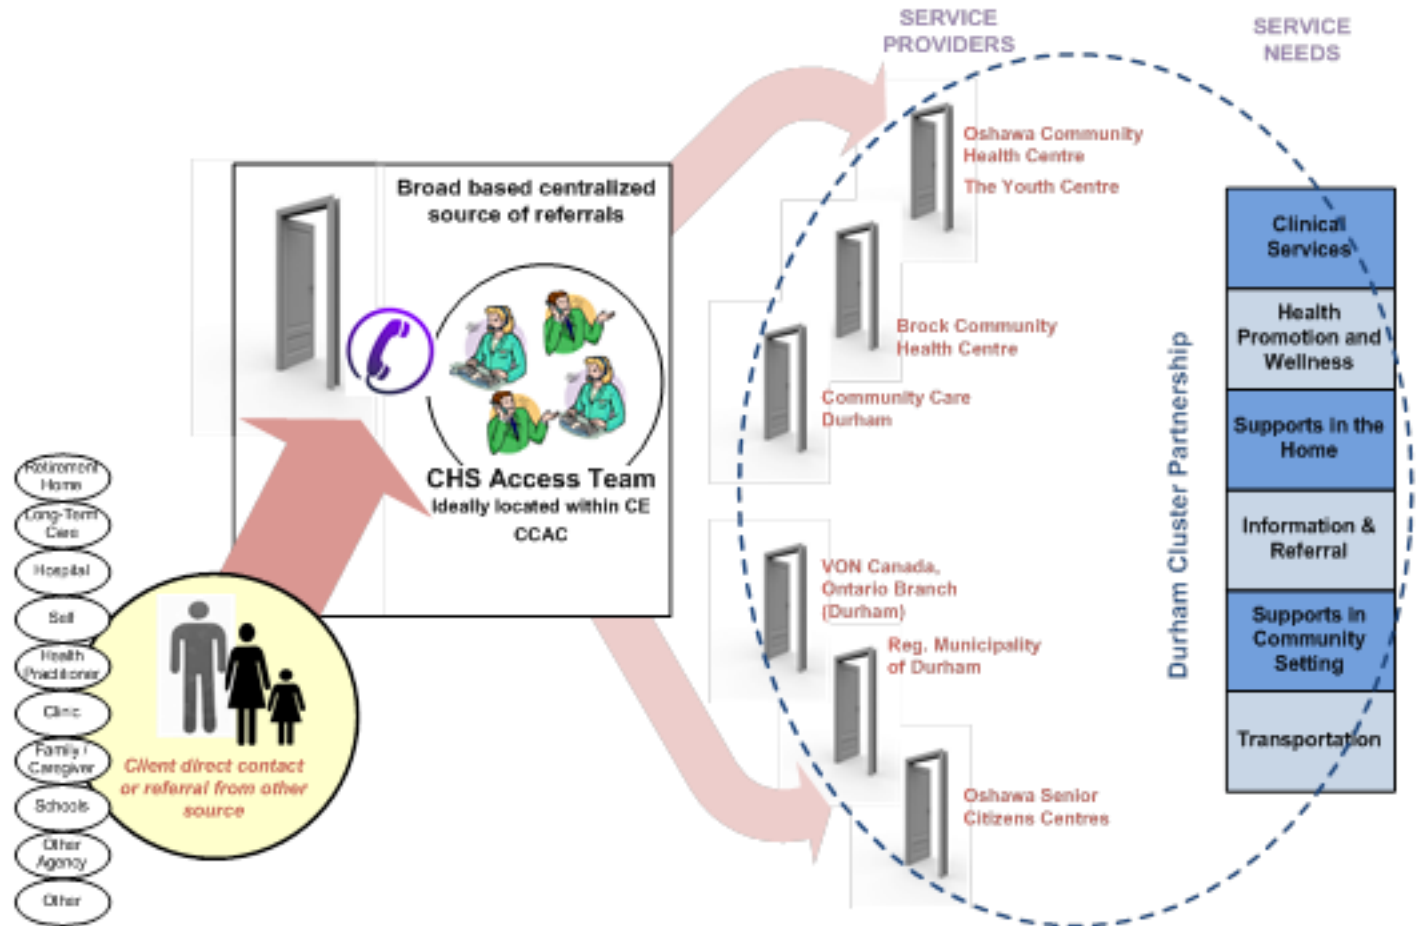 SERVICE
PROVIDERS
SERVICE
NEEDS
Broad based centralized
source of referrals
CHS Access Team
Ideally located within CE
CCAC
Retirement
Home
Long-Term
Care
Hospital
Self
Health
Practitioner
Clinic
Family /
Caregiver
Schools
Other
Agency
Other
Client direct contact
or referral from other
source
Oshawa Community
Health Centre
The Youth Centre
Brock Community
Health Centre
Community Care
Durham
VON Canada,
Ontario Branch
(Durham)
Reg. Municipality
of Durham
Oshawa Senior
Citizens Centres
Durham Cluster Partnership
Clinical
Services
Health
Promotion and
Wellness
Supports in the
Home
Information &
Referral
Supports in
Community
Setting
Transportation